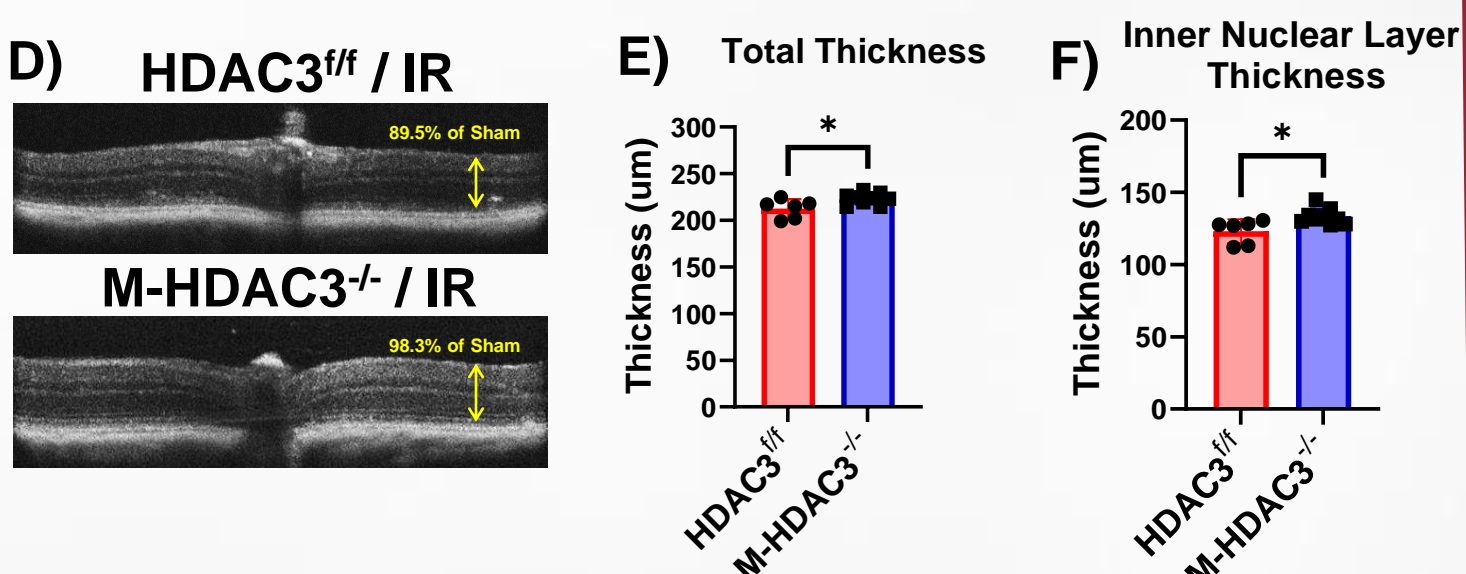 D)
HDAC3f/f / IR
89.5% of Sham
M-HDAC3-/- / IR
98.3% of Sham
E)
Total Thickness
Thickness (um)
300
250
200
150
100
50
0
*
HDAC3f/f
M-HDAC3-/-
F)
Inner Nuclear Layer
Thickness
Thickness (um)
200
150
100
50
0
*
HDAC3f/f
M-HDAC3-/-